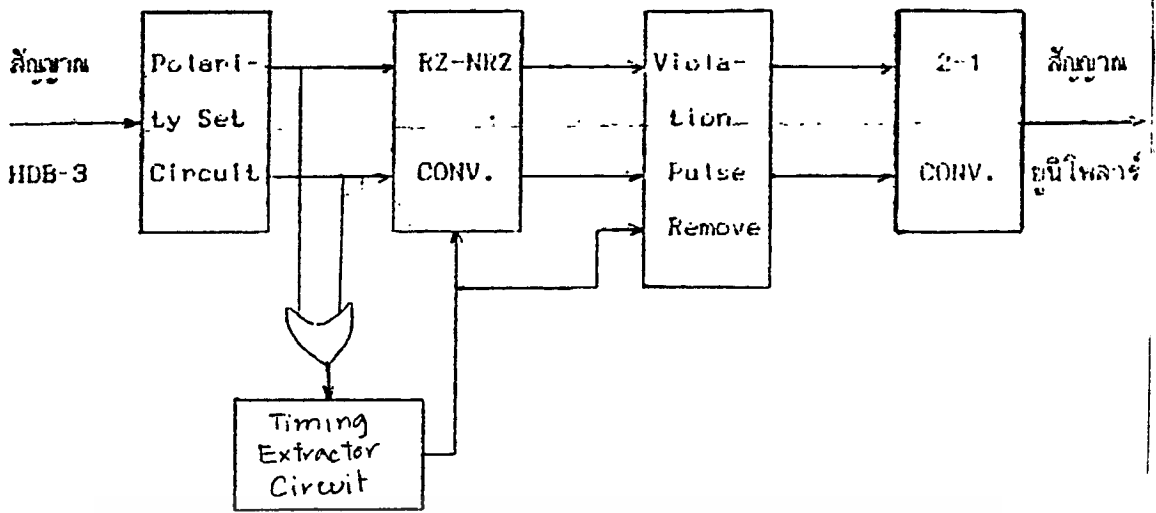 สัญญาณ
HDB-3
Polari-
ty Set
Circuit
RZ-NRZ
CONV.
Viola-
tion
Pulse
Remove
2-1
CONV.
สัญญาณ
ยูนิโพลาร์
Timing
Extractor
Circuit